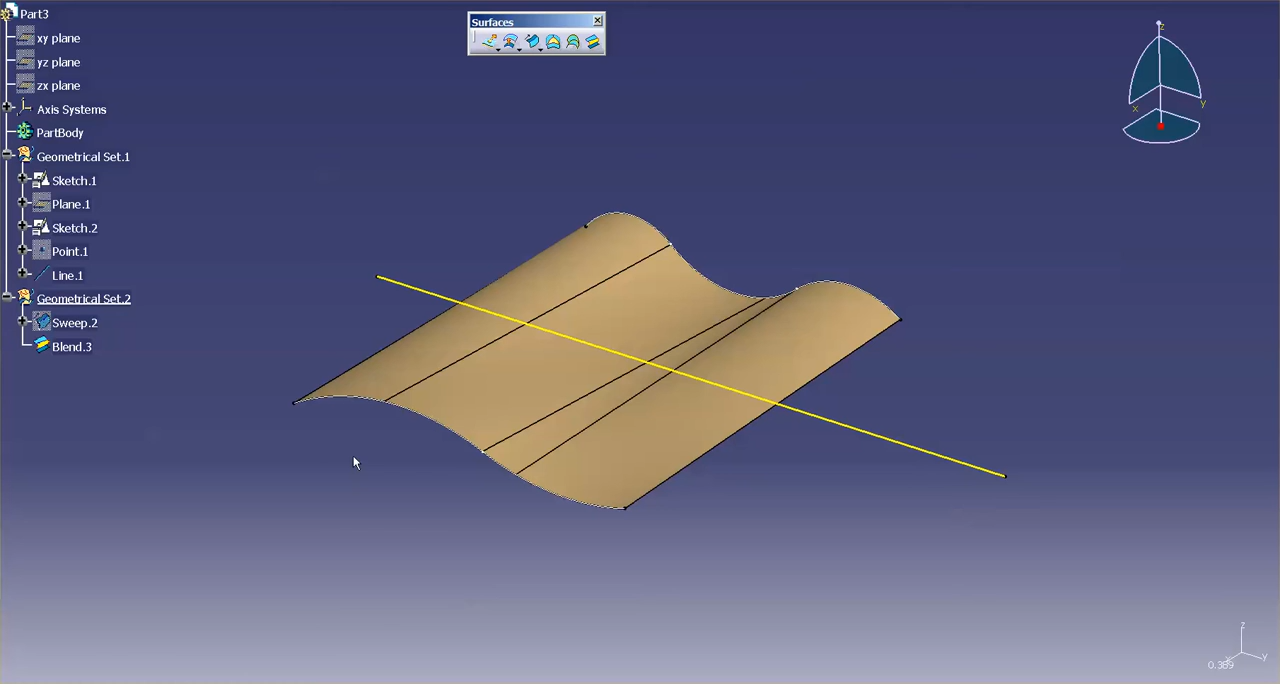 Part3
Surfaces
xy plane
yz plane
zx plane
Axis Systems
PartBody
Geometrical Set.1
Sketch.1
Plane.1
Sketch.2
Point.1
Line.1
Geometrical Set.2
Sweep.2
Blend.3
z
x
y
z
y
0.389